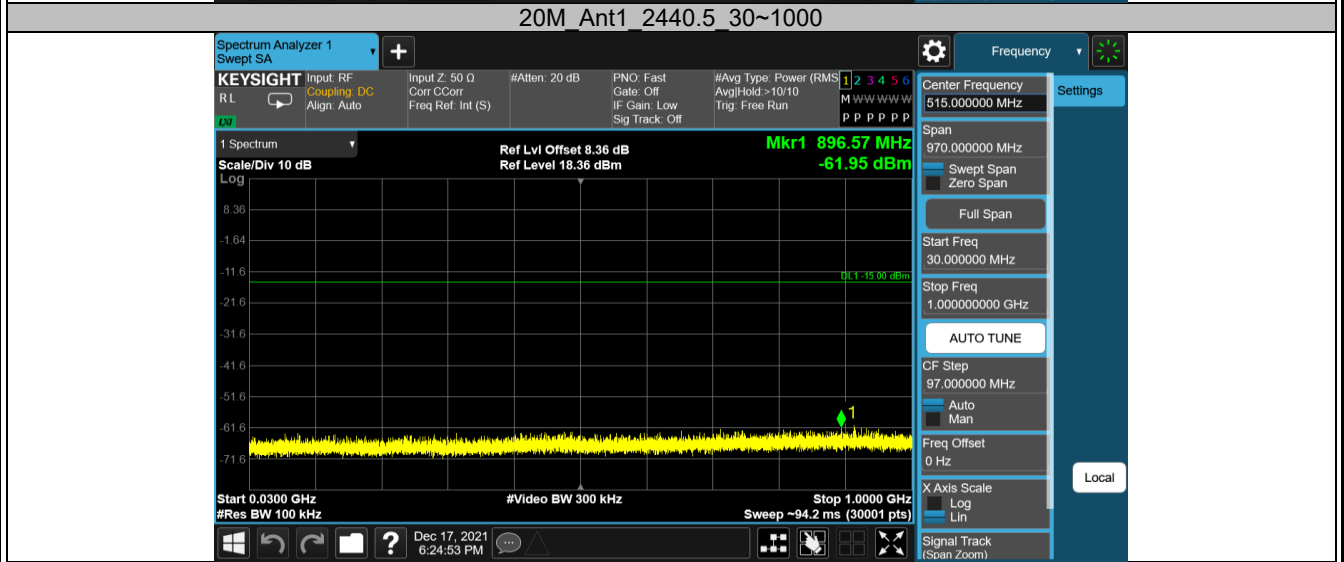 20M_Ant1_2440.5_30~1000
Spectrum Analyzer 1
Swept SA
+
Frequency
KEYSIGHT
R L
LXI
Input: RF
Coupling: DC
Align: Auto
Input Z: 50 Ω
Corr CCorr
Freq Ref: Int (S)
#Atten: 20 dB
PNO: Fast
Gate: Off
IF Gain: Low
Sig Track: Off
#Avg Type: Power (RMS
Avg|Hold:>10/10
Trig: Free Run
1 2 3 4 5 6
M W W W W W
P P P P P P
1 Spectrum
Scale/Div 10 dB
Ref Lvl Offset 8.36 dB
Ref Level 18.36 dBm
Mkr1 896.57 MHz
-61.95 dBm
Log
8.36
-1.64
-11.6
DL1 -15.00 dBm
-21.6
-31.6
-41.6
-51.6
1
-61.6
-71.6
Start 0.0300 GHz
#Video BW 300 kHz
Stop 1.0000 GHz
#Res BW 100 kHz
Sweep ~94.2 ms (30001 pts)
Center Frequency
515.000000 MHz
Settings
Span
970.000000 MHz
Swept Span
Zero Span
Full Span
Start Freq
30.000000 MHz
Stop Freq
1.000000000 GHz
AUTO TUNE
CF Step
97.000000 MHz
Auto
Man
Freq Offset
0 Hz
X Axis Scale
Log
Lin
Local
Signal Track
(Span Zoom)
?
Dec 17, 2021
6:24:53 PM